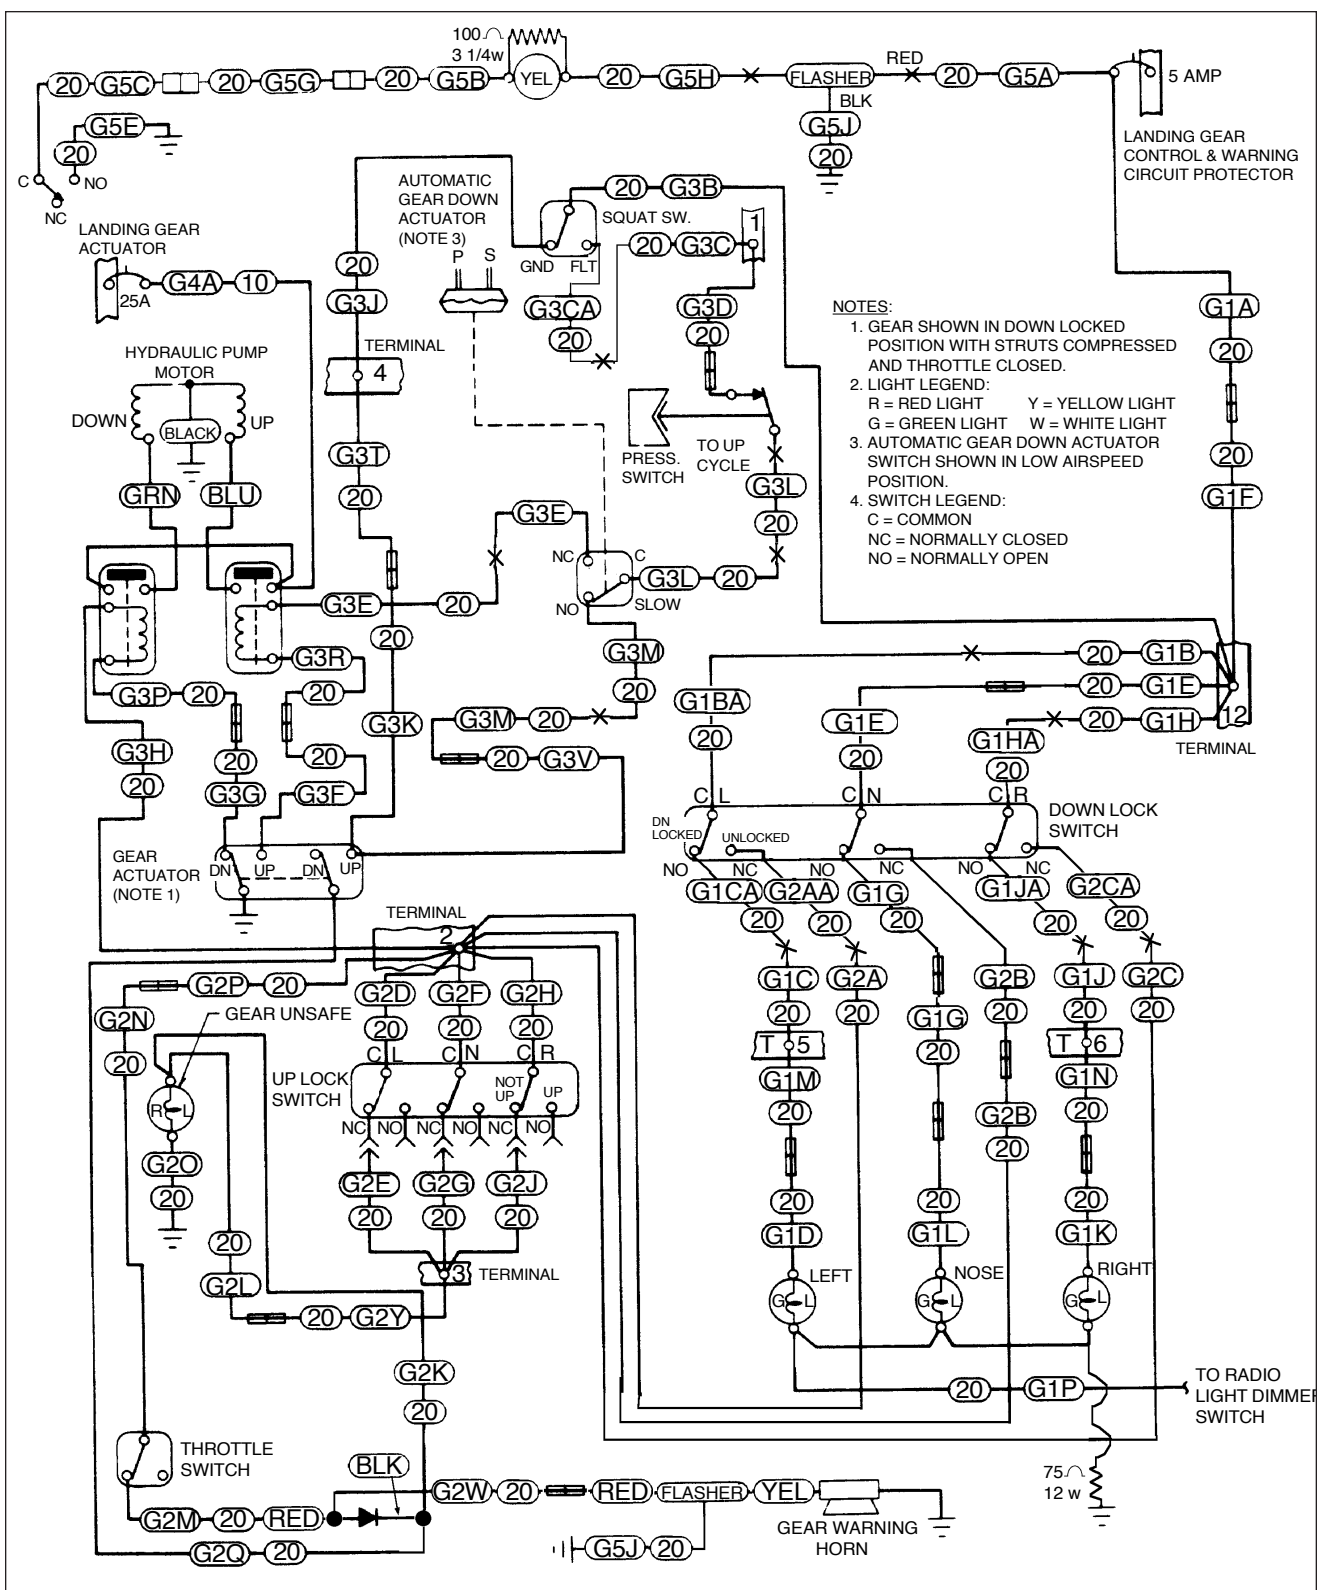 100
3 1/4w
20 G5C 20 G5G 20 G5B YEL 20 G5H FLASHER RED 20 G5A 5 AMP
BLK
G5E
20
C NO
NC
G5J
20
LANDING GEAR
CONTROL & WARNING
CIRCUIT PROTECTOR
LANDING GEAR
ACTUATOR
25A
G4A 10
20
G3J
AUTOMATIC
GEAR DOWN
ACTUATOR
(NOTE 3)
P S
20 G3B
SQUAT SW.
GND FLT
20 G3C
1
G3CA
20
G3D
20
G1A
20
20
G1F
NOTES:
1. GEAR SHOWN IN DOWN LOCKED
POSITION WITH STRUTS COMPRESSED
AND THROTTLE CLOSED.
2. LIGHT LEGEND:
R = RED LIGHT Y = YELLOW LIGHT
G = GREEN LIGHT W = WHITE LIGHT
3. AUTOMATIC GEAR DOWN ACTUATOR
SWITCH SHOWN IN LOW AIRSPEED
POSITION.
4. SWITCH LEGEND:
C = COMMON
NC = NORMALLY CLOSED
NO = NORMALLY OPEN
HYDRAULIC PUMP
MOTOR
DOWN
BLACK
UP
GRN BLU
TERMINAL
4
G3T
20
PRESS.
SWITCH
TO UP
CYCLE
G3L
20
G3E
NC
C
NO
SLOW
G3L 20
G3E 20
20
G3R
20
G3M
20
G3P 20
G3K
G3M 20
20 G3V
G3H
20
20
G3G
20
G3F
20 G1B
20 G1E
20 G1H
12
TERMINAL
G1BA
20
G1E
20
G1HA
20
C L
C N
C R
DOWN LOCK
SWITCH
DN
LOCKED
UNLOCKED
NO NC NO NC NO NC
G1CA G2AA G1G G1JA G2CA
20 20 20 20 20
GEAR
ACTUATOR
(NOTE 1)
DN UP DN UP
TERMINAL
2
G2P 20
G2N
20
GEAR UNSAFE
G2D G2F G2H
20 20 20
C L C N C R
UP LOCK
SWITCH
NOT
UP
UP
NC NO NC NO NC NO
R L
G2O
20
G2E G2G G2J
20 20 20
20
G2L
3
TERMINAL
20 G2Y
G1C G2A G2B G1J G2C
20 20 20 20 20
G1G
20
T 5
T 6
G1M
20
G1N
20
G2B
20
20 20 20
G1D G1L G1K
LEFT NOSE RIGHT
G L G L G L
G2K
20
20 G1P
TO RADIO
LIGHT DIMMER
SWITCH
75
12 w
THROTTLE
SWITCH
BLK
G2W 20 RED FLASHER YEL
GEAR WARNING
HORN
G2M 20 RED
G2Q 20
G5J 20